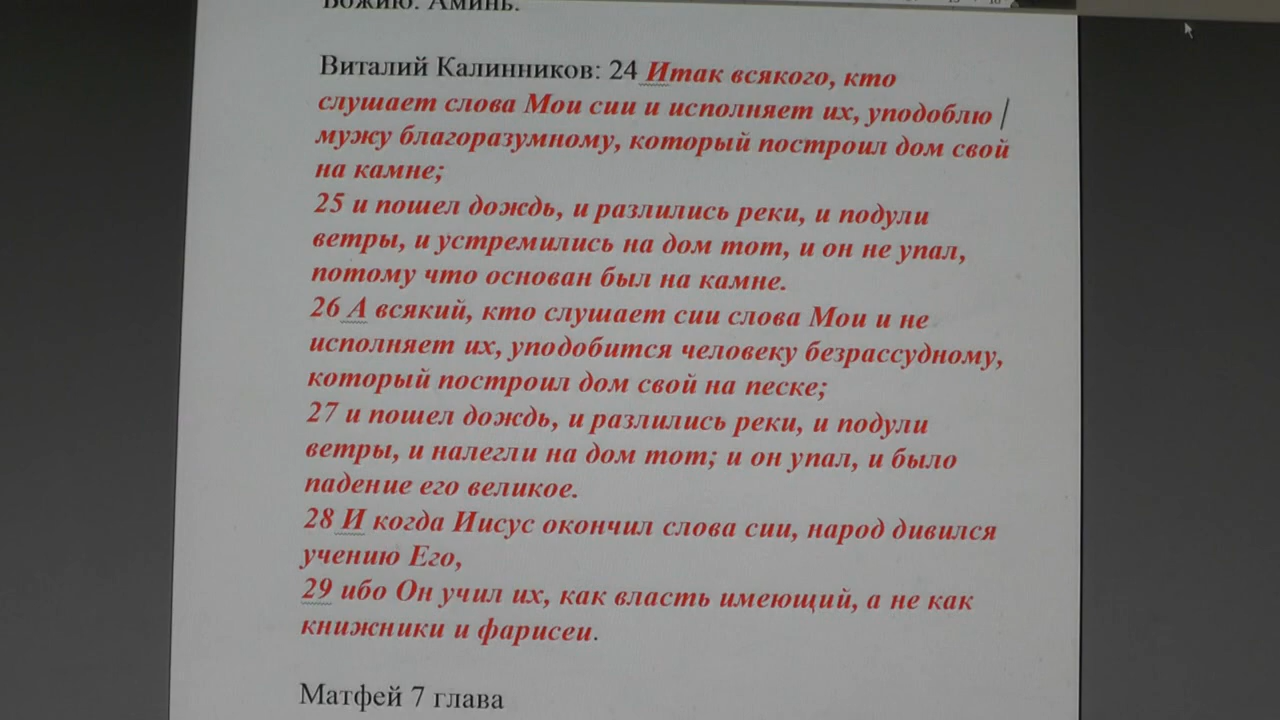 Божию. Аминь.
Виталий Калинников: 24 Итак всякого, кто
слушает слова Мои сии и исполняет их, уподоблю
мужу благоразумному, который построил дом свой
на камне;
25 и пошел дождь, и разлились реки, и подули
ветры, и устремились на дом тот, и он не упал,
потому что основан был на камне.
26 А всякий, кто слушает сии слова Мои и не
исполняет их, уподобится человеку безрассудному,
который построил дом свой на песке;
27 и пошел дождь, и разлились реки, и подули
ветры, и налегли на дом тот; и он упал, и было
падение его великое.
28 И когда Иисус окончил слова сии, народ дивился
учению Его,
29 ибо Он учил их, как власть имеющий, а не как
книжники и фарисеи.
Матфей 7 глава